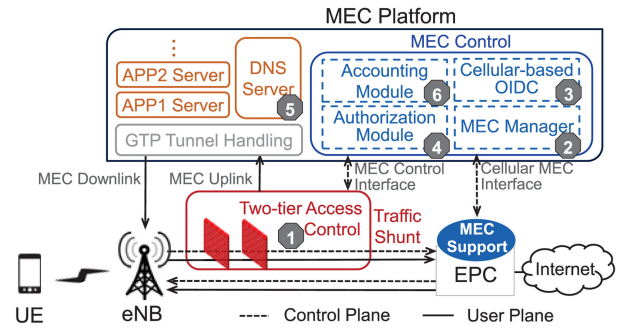 MEC Platform
MEC Control
⋮
APP2 Server
APP1 Server
DNS
Server
5
GTP Tunnel Handling
Accounting
Module
6
Cellular-based
OIDC
3
Authorization
Module
4
MEC Manager
2
MEC Downlink
MEC Uplink
MEC Control
Interface
Cellular MEC
Interface
Two-tier Access
Control
1
Traffic
Shunt
MEC
Support
EPC
Internet
UE
eNB
Control Plane
User Plane